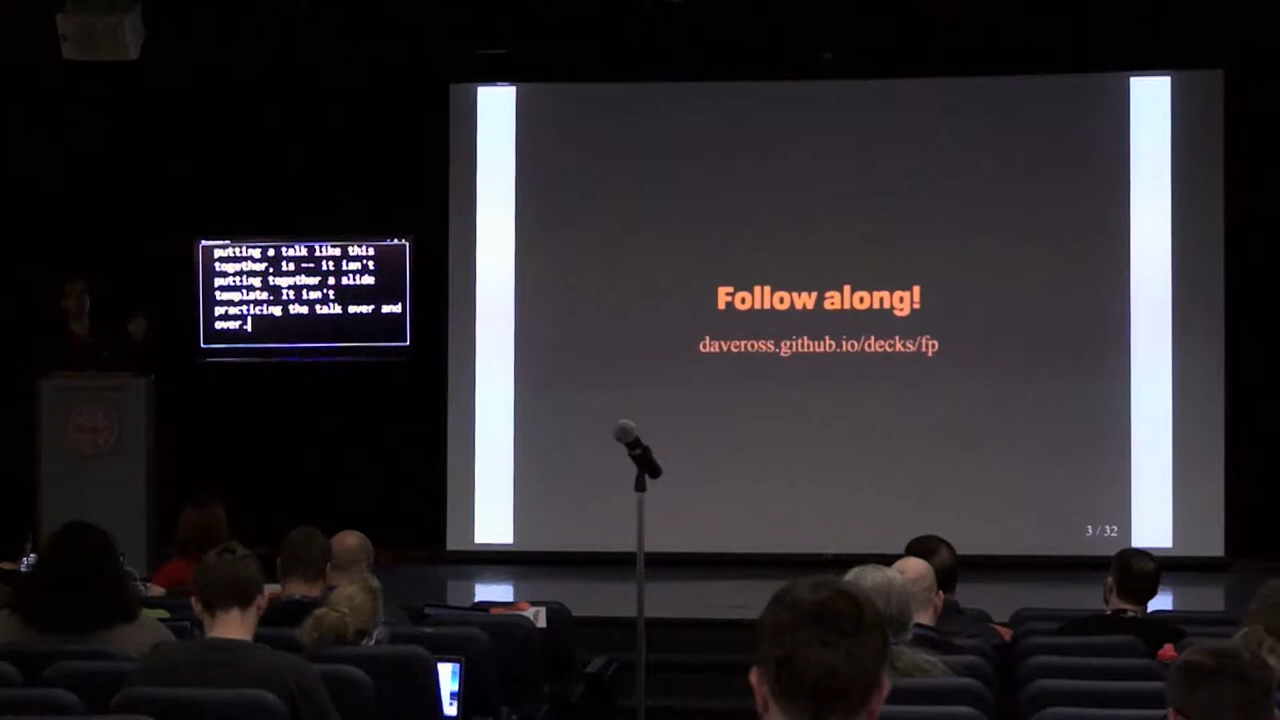 putting a talk like this
together, is -- it isn't
putting together a slide
template. It isn't
practicing the talk over and
over.
Follow along!
daveross.github.io/decks/fp
3 / 32